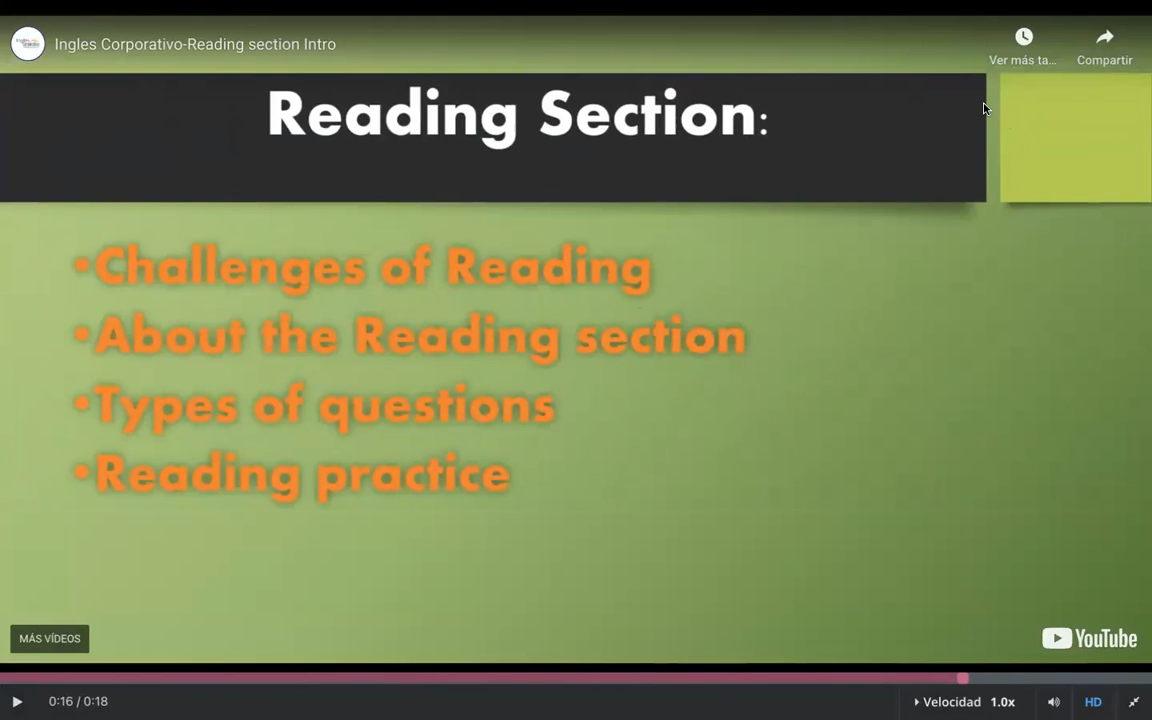 Ingles Corporativo-Reading section Intro
Ver más ta...
Compartir
Reading Section:
•Challenges of Reading
•About the Reading section
•Types of questions
•Reading practice
MÁS VÍDEOS
YouTube
0:16 / 0:18
Velocidad 1.0x
HD